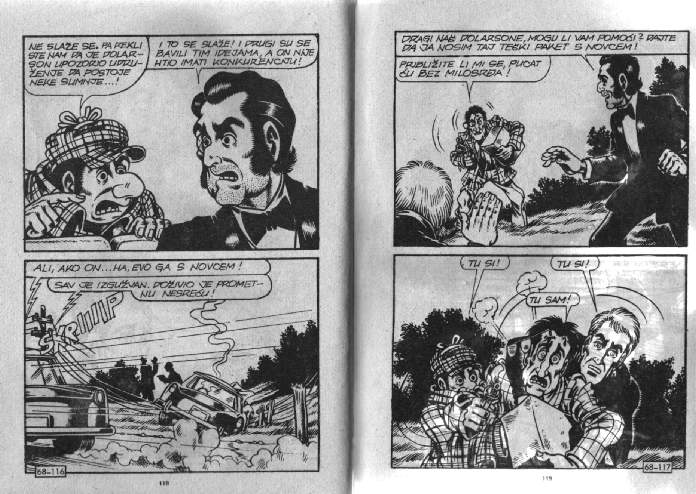 NE SLAŽE SE. PA REKLI
STE NAM DA JE DOLAR-
SON UPOZORIO UDRU-
ŽENJE DA POSTOJE
NEKE SUMNJE...!
I TO SE SLAŽE! I DRUGI SU SE
BAVILI TIM IDEJAMA, A ON NIJE
HTIO IMATI KONKURENCIJU!
ALI, AKO ON...HA, EVO GA S NOVCEM!
SAV JE IZGUŽVAN. DOŽIVIO JE PROMET-
NU NESREĆU!
68-116
118
DRAGI NAŠ DOLARSONE, MOGU LI VAM POMOĆI? DAJTE
DA JA NOSIM TAJ TEŠKI PAKET S NOVCEM!
PRIBLIŽITE LI MI SE, PUCAT
ĆU BEZ MILOSRĐA!
TU SI!
TU SI!
TU SAM!
68-117
119